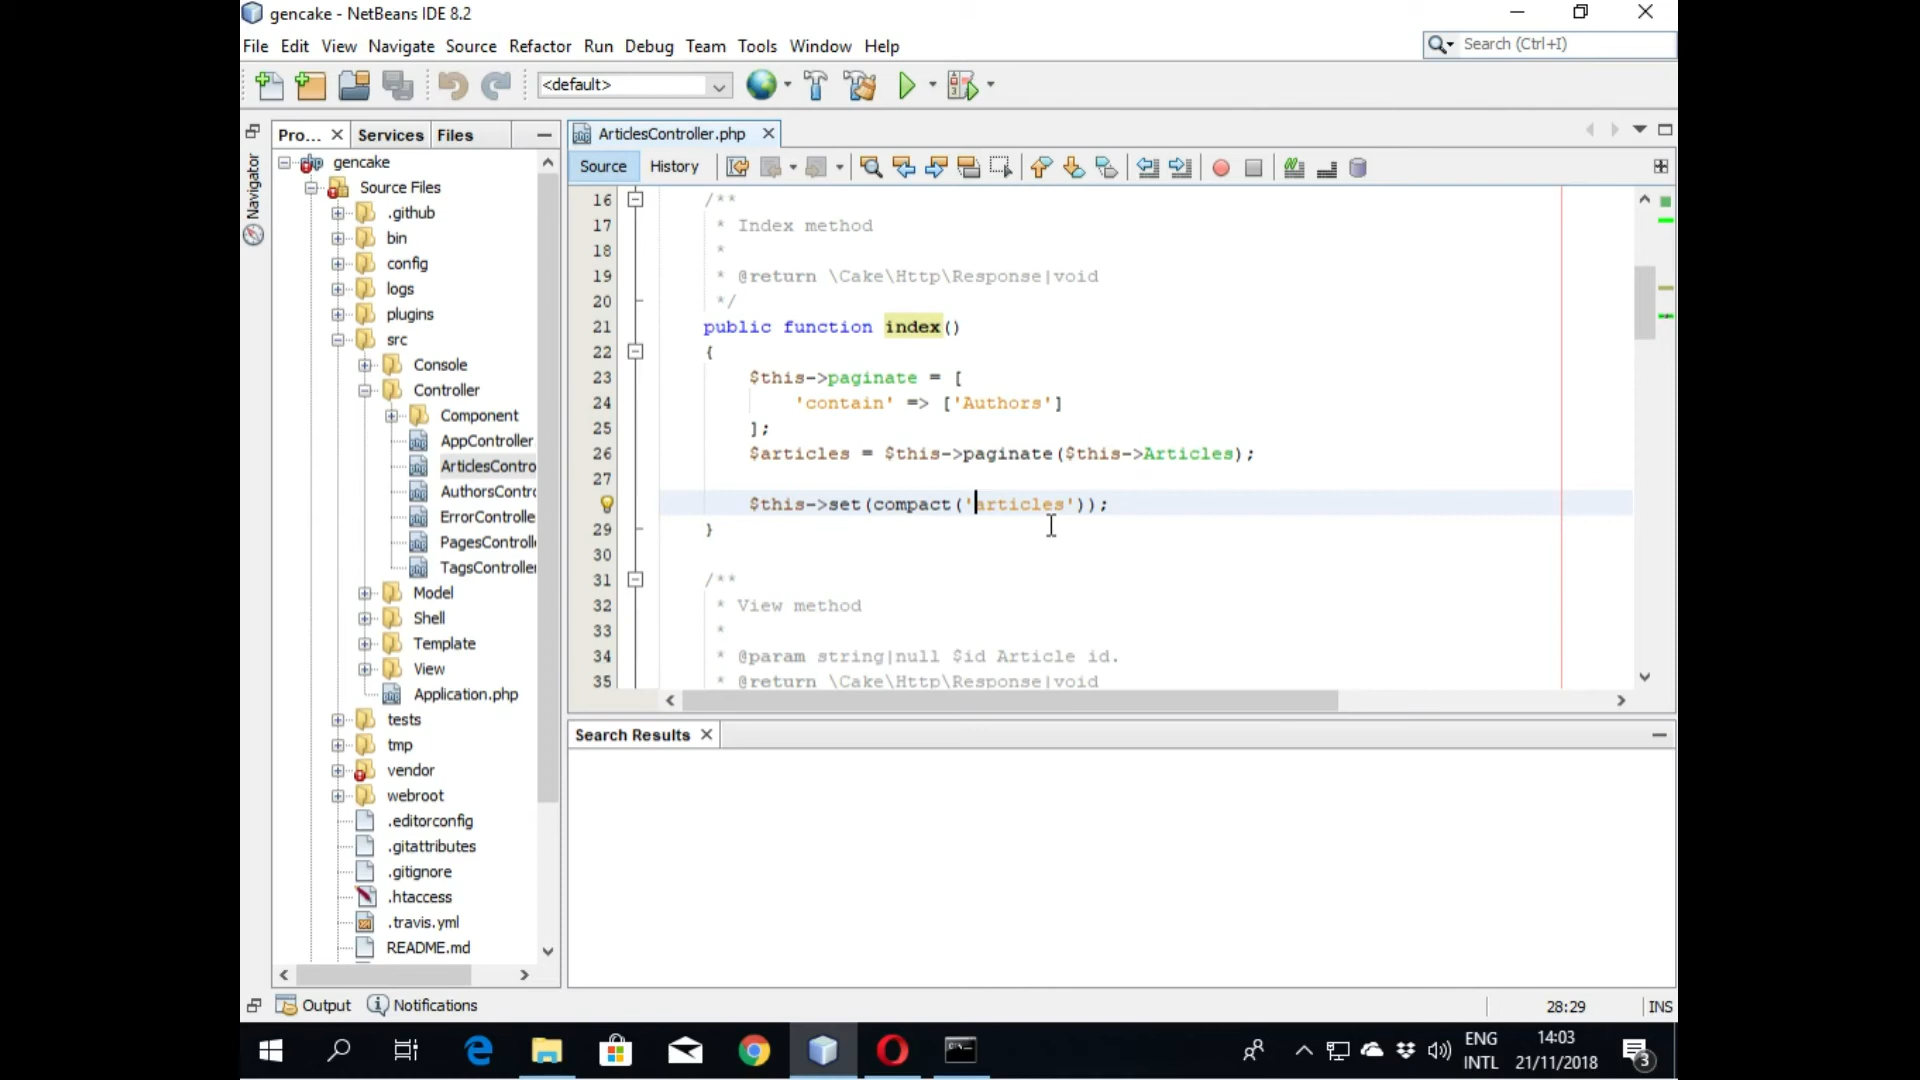 gencake - NetBeans IDE 8.2
File Edit View Navigate Source Refactor Run Debug Team Tools Window Help
Search (Ctrl+I)
<default>
Navigator
Pro... Services Files
gencake
Source Files
.github
bin
config
logs
plugins
src
Console
Controller
Component
AppController
ArticlesContro
AuthorsContro
ErrorControlle
PagesControll
TagsController
Model
Shell
Template
View
Application.php
tests
tmp
vendor
webroot
.editorconfig
.gitattributes
.gitignore
.htaccess
.travis.yml
README.md
ArticlesController.php
Source History
16 /**
17 * Index method
18 *
19 * @return \Cake\Http\Response|void
20 */
21 public function index()
22 {
23 $this->paginate = [
24 'contain' => ['Authors']
25 ];
26 $articles = $this->paginate($this->Articles);
27
$this->set(compact('articles'));
29 }
30
31 /**
32 * View method
33 *
34 * @param string|null $id Article id.
35 * @return \Cake\Http\Response|void
Search Results
Output Notifications
28:29 INS
ENG 14:03
INTL 21/11/2018
3